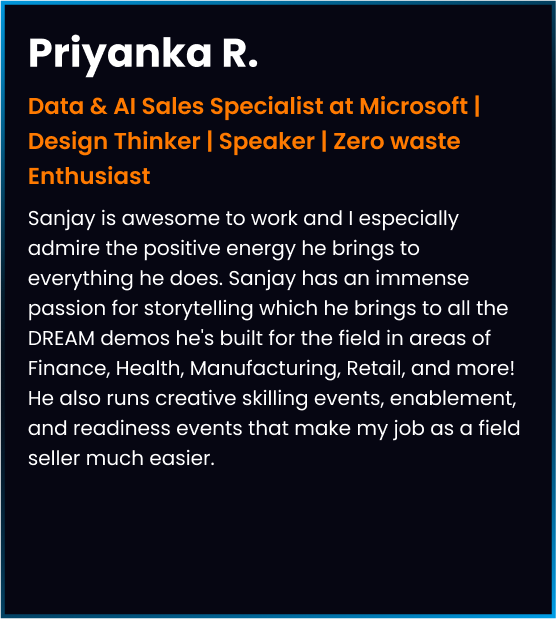 Priyanka R.
Data & AI Sales Specialist at Microsoft |
Design Thinker | Speaker | Zero waste
Enthusiast
Sanjay is awesome to work and I especially
admire the positive energy he brings to
everything he does. Sanjay has an immense
passion for storytelling which he brings to all the
DREAM demos he's built for the field in areas of
Finance, Health, Manufacturing, Retail, and more!
He also runs creative skilling events, enablement,
and readiness events that make my job as a field
seller much easier.